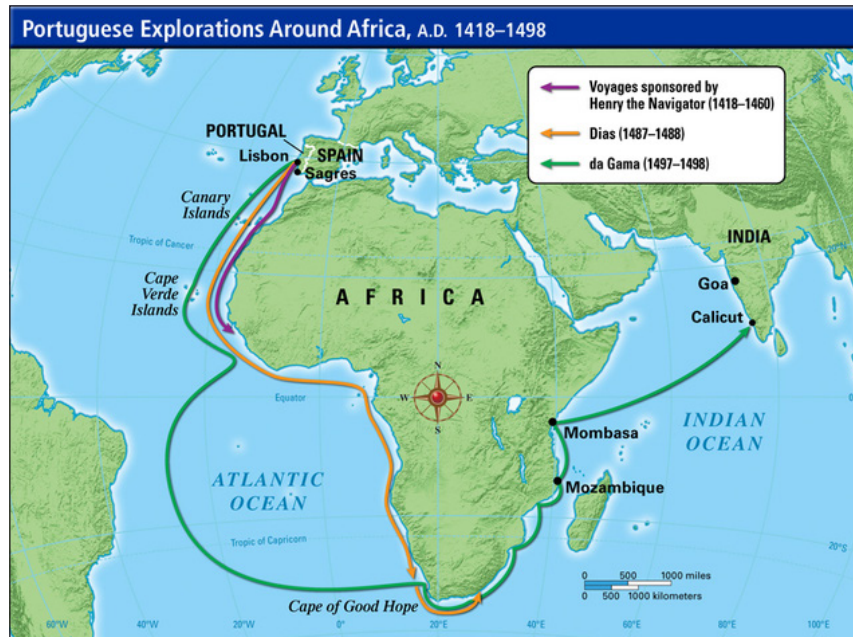 Portuguese Explorations Around Africa, A.D. 1418–1498
Voyages sponsored by
Henry the Navigator (1418–1460)
Dias (1487–1488)
da Gama (1497–1498)
PORTUGAL
Lisbon
SPAIN
Sagres
Canary
Islands
Tropic of Cancer
Cape
Verde
Islands
AFRICA
INDIA
20°N
Goa
Calicut
N
W
E
S
Equator
0°
Mombasa
INDIAN
OCEAN
Mozambique
ATLANTIC
OCEAN
Tropic of Capricorn
20°S
0 500 1000 miles
0 500 1000 kilometers
Cape of Good Hope
60°W
40°W
20°W
0°
20°E
40°E
60°E
80°E
100°E